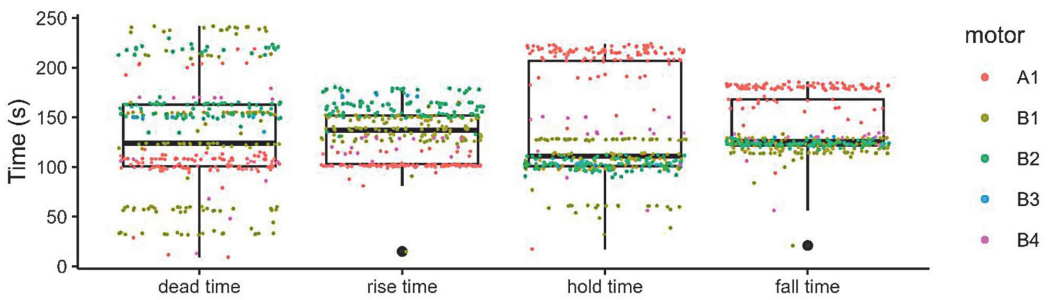 250
200
150
100
50
0
Time (s)
dead time
rise time
hold time
fall time
motor
A1
B1
B2
B3
B4